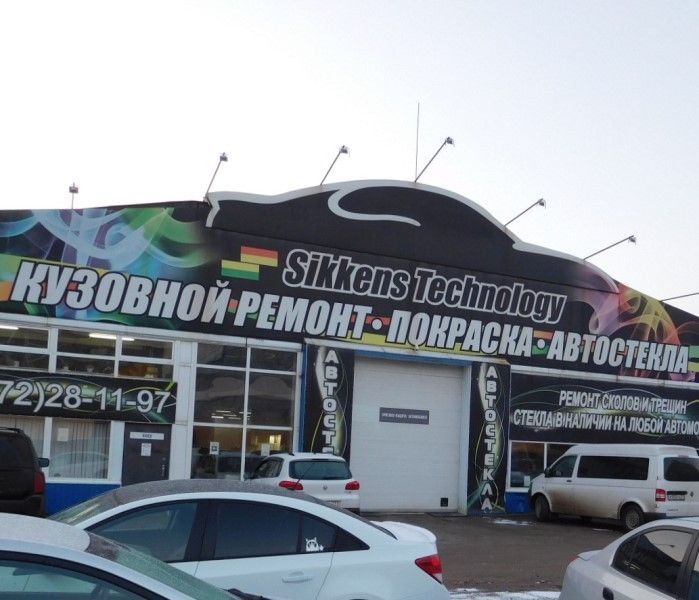 Sikkens Technology
КУЗОВНОЙ РЕМОНТ•ПОКРАСКА•АВТОСТЕКЛА
72)28-11-97
АВТОСТЕ
АВТОСТЕКЛА
РЕМОНТ СКОЛОВ И ТРЕЩИН
СТЕКЛА В НАЛИЧИИ НА ЛЮБОЙ АВТОМО